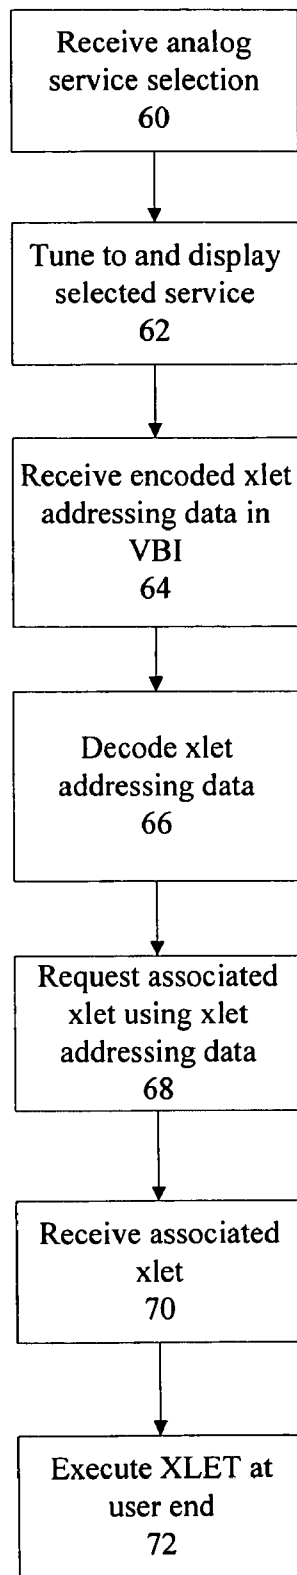 Receive analog
service selection
60
Tune to and display
selected service
62
Receive encoded xlet
addressing data in
VBI
64
Decode xlet
addressing data
66
Request associated
xlet using xlet
addressing data
68
Receive associated
xlet
70
Execute XLET at
user end
72